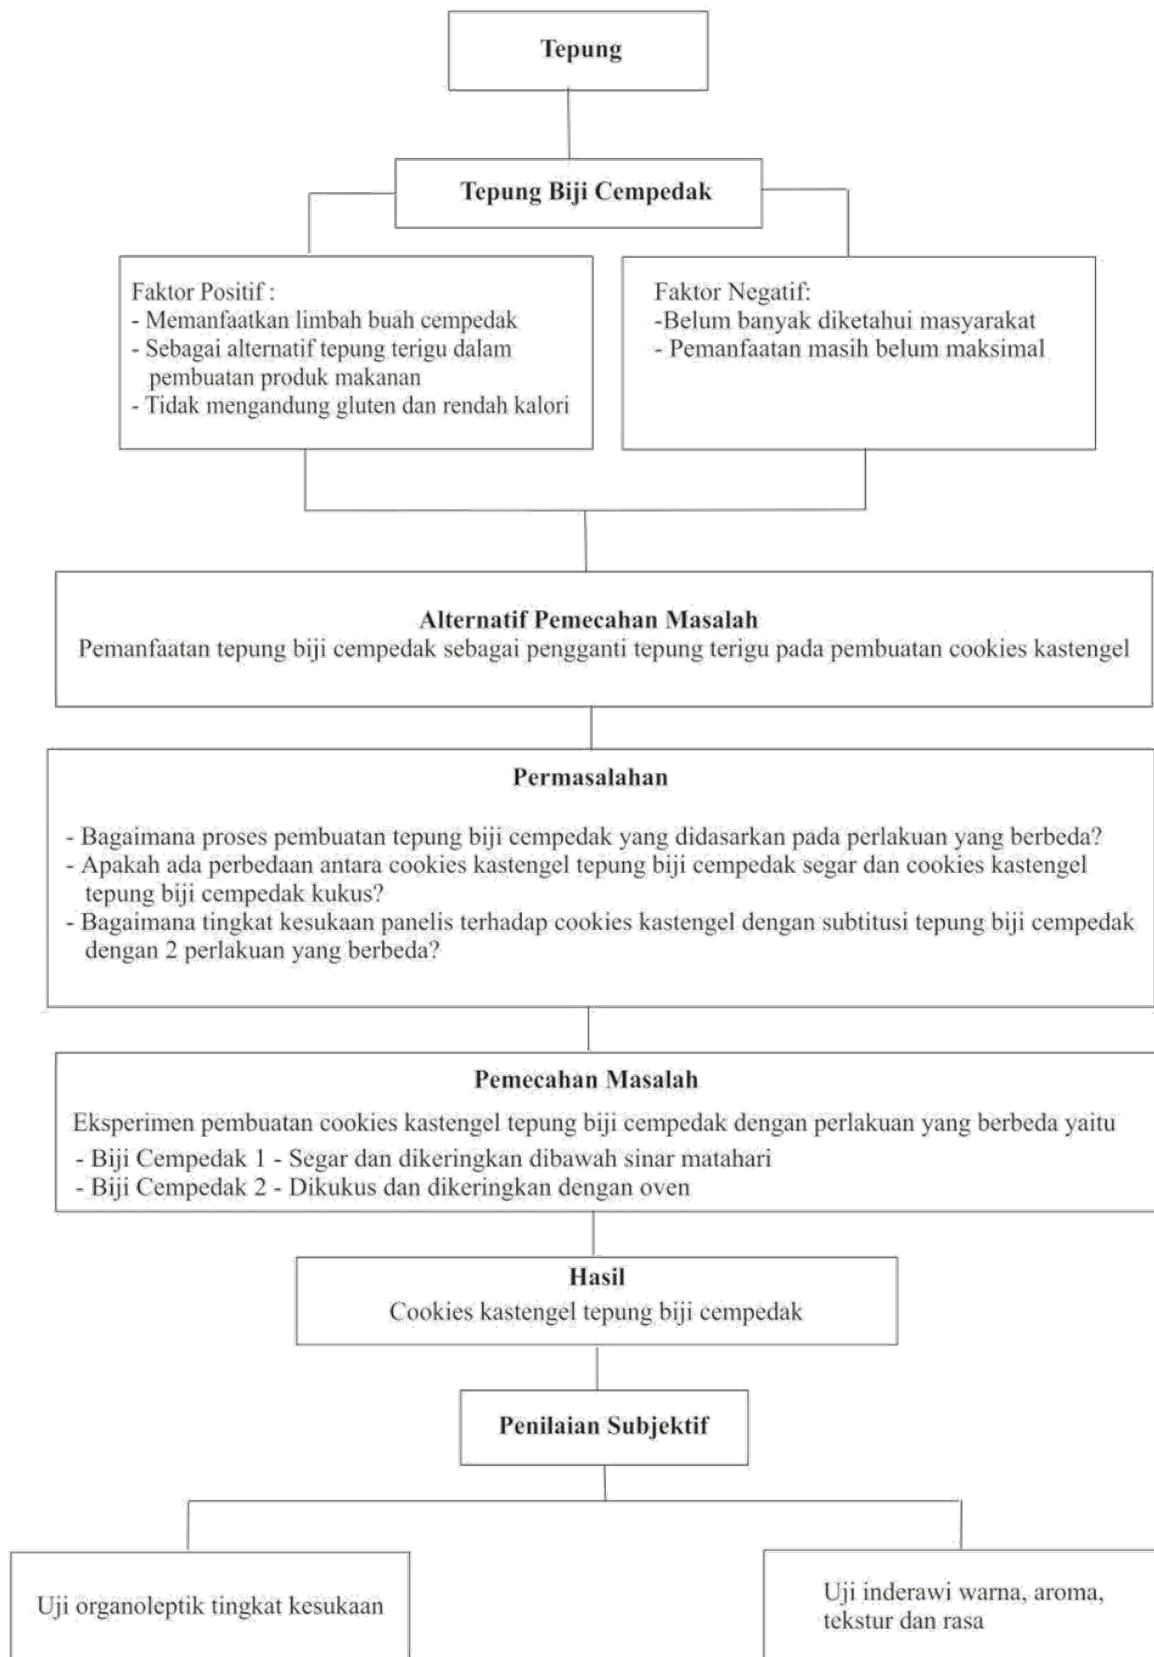 Tepung
Tepung Biji Cempedak
Faktor Positif :
- Memanfaatkan limbah buah cempedak
- Sebagai alternatif tepung terigu dalam
pembuatan produk makanan
- Tidak mengandung gluten dan rendah kalori
Faktor Negatif:
-Belum banyak diketahui masyarakat
- Pemanfaatan masih belum maksimal
Alternatif Pemecahan Masalah
Pemanfaatan tepung biji cempedak sebagai pengganti tepung terigu pada pembuatan cookies kastengel
Permasalahan
- Bagaimana proses pembuatan tepung biji cempedak yang didasarkan pada perlakuan yang berbeda?
- Apakah ada perbedaan antara cookies kastengel tepung biji cempedak segar dan cookies kastengel
tepung biji cempedak kukus?
- Bagaimana tingkat kesukaan panelis terhadap cookies kastengel dengan subtitusi tepung biji cempedak
dengan 2 perlakuan yang berbeda?
Pemecahan Masalah
Eksperimen pembuatan cookies kastengel tepung biji cempedak dengan perlakuan yang berbeda yaitu
- Biji Cempedak 1 - Segar dan dikeringkan dibawah sinar matahari
- Biji Cempedak 2 - Dikukus dan dikeringkan dengan oven
Hasil
Cookies kastengel tepung biji cempedak
Penilaian Subjektif
Uji organoleptik tingkat kesukaan
Uji inderawi warna, aroma,
tekstur dan rasa